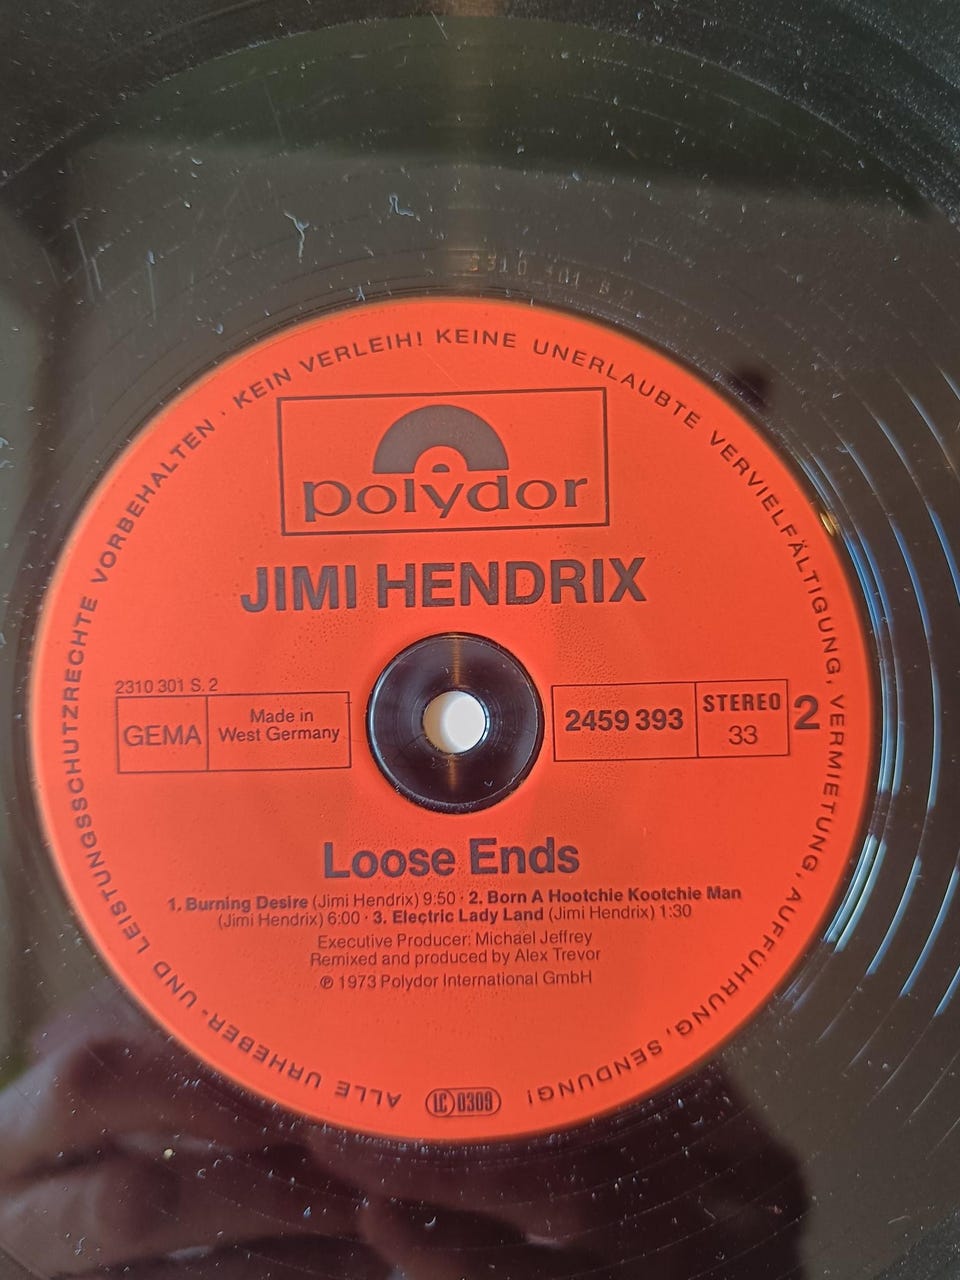 ALLE URHEBER- UND LEISTUNGSSCHUTZRECHTE VORBEHALTEN · KEIN VERLEIH! KEINE UNERLAUBTE VERVIELFÄLTIGUNG, VERMIETUNG, AUFFÜHRUNG, SENDUNG!
polydor
JIMI HENDRIX
2310 301 S. 2
GEMA
Made in
West Germany
2459 393
STEREO
33
2
Loose Ends
1. Burning Desire (Jimi Hendrix) 9:50 · 2. Born A Hootchie Kootchie Man
(Jimi Hendrix) 6:00 · 3. Electric Lady Land (Jimi Hendrix) 1:30
Executive Producer: Michael Jeffrey
Remixed and produced by Alex Trevor
℗ 1973 Polydor International GmbH
LC 0309